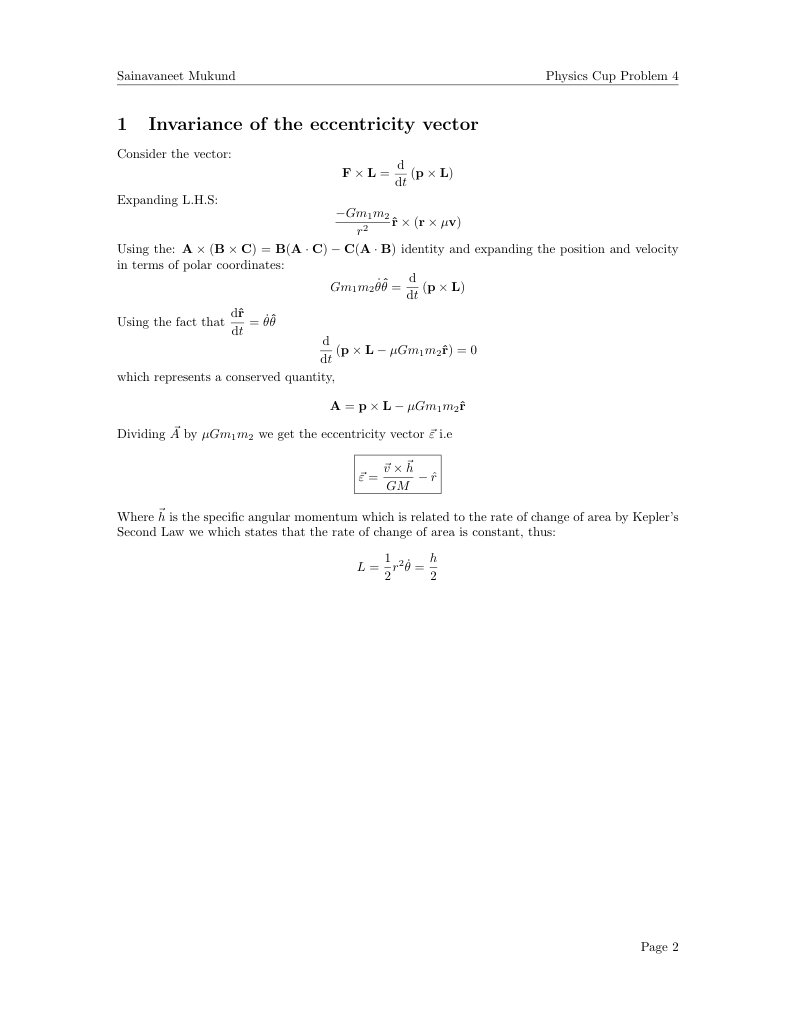 Sainavaneet Mukund Physics Cup Problem 4
1 Invariance of the eccentricity vector
Consider the vector:
F × L = d/dt (p × L)
Expanding L.H.S:
−Gm₁m₂/r² r̂ × (r × μv)
Using the: A × (B × C) = B(A · C) − C(A · B) identity and expanding the position and velocity
in terms of polar coordinates:
Gm₁m₂θ̇θ̂ = d/dt (p × L)
Using the fact that dr̂/dt = θ̇θ̂
d/dt (p × L − μGm₁m₂r̂) = 0
which represents a conserved quantity,
A = p × L − μGm₁m₂r̂
Dividing A⃗ by μGm₁m₂ we get the eccentricity vector ε⃗ i.e
ε⃗ = v⃗ × h⃗/GM − r̂
Where h⃗ is the specific angular momentum which is related to the rate of change of area by Kepler's
Second Law we which states that the rate of change of area is constant, thus:
L = 1/2 r²θ̇ = h/2
Page 2